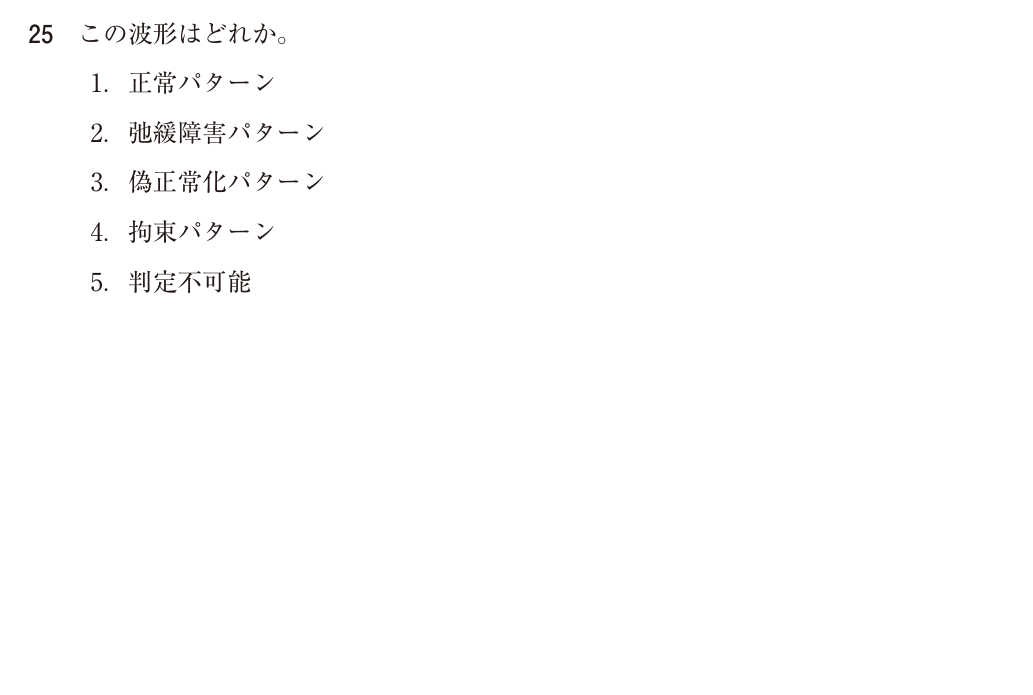 25 この波形はどれか。
1. 正常パターン
2. 弛緩障害パターン
3. 偽正常化パターン
4. 拘束パターン
5. 判定不可能